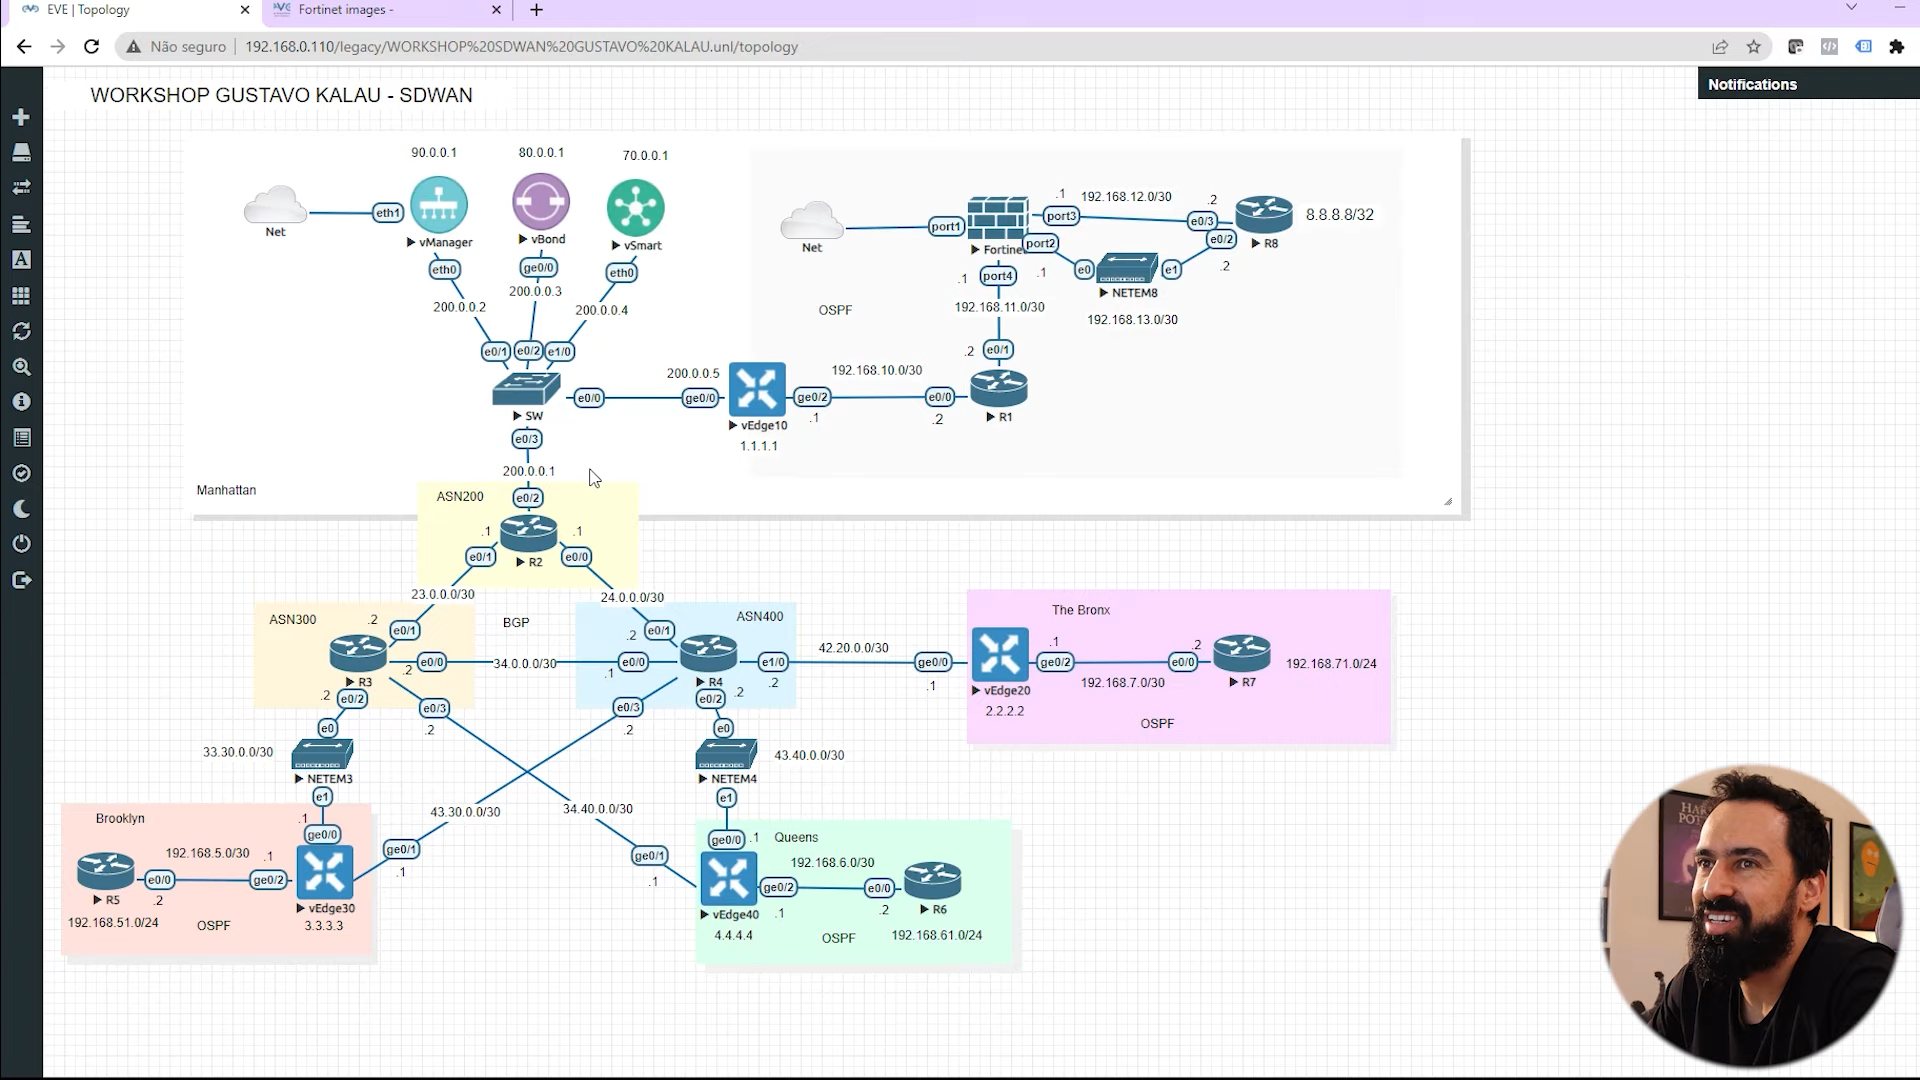 EVE | Topology
Fortinet images -
Não seguro
192.168.0.110/legacy/WORKSHOP%20SDWAN%20GUSTAVO%20KALAU.unl/topology
Notifications
WORKSHOP GUSTAVO KALAU - SDWAN
90.0.0.1
80.0.0.1
70.0.0.1
Net
eth1
vManager
vBond
vSmart
eth0
ge0/0
eth0
200.0.0.2
200.0.0.3
200.0.0.4
e0/1
e0/2
e1/0
SW
e0/0
200.0.0.5
ge0/0
vEdge10
1.1.1.1
ge0/2
.1
192.168.10.0/30
e0/0
.2
R1
e0/1
.2
192.168.11.0/30
port4
.1
OSPF
Net
port1
Fortinet
port3
.1
192.168.12.0/30
.2
e0/3
R8
8.8.8.8/32
port2
.1
e0
NETEM8
e1
e0/2
.2
192.168.13.0/30
e0/3
200.0.0.1
Manhattan
ASN200
e0/2
R2
.1
.1
e0/1
e0/0
23.0.0.0/30
24.0.0.0/30
ASN300
.2
e0/1
BGP
ASN400
.2
e0/1
R3
e0/0
.2
34.0.0.0/30
e0/0
.1
R4
e1/0
.2
42.20.0.0/30
ge0/0
.1
The Bronx
vEdge20
2.2.2.2
.1
ge0/2
192.168.7.0/30
.2
e0/0
R7
192.168.71.0/24
OSPF
.2
e0/2
e0/3
.2
e0/3
.2
e0/2
.2
e0
33.30.0.0/30
NETEM3
e1
e0
43.40.0.0/30
NETEM4
e1
43.30.0.0/30
34.40.0.0/30
Brooklyn
.1
ge0/0
192.168.5.0/30
.1
R5
e0/0
.2
ge0/2
vEdge30
3.3.3.3
192.168.51.0/24
OSPF
ge0/1
.1
ge0/1
.1
Queens
ge0/0
.1
vEdge40
4.4.4.4
ge0/2
.1
192.168.6.0/30
e0/0
.2
R6
192.168.61.0/24
OSPF